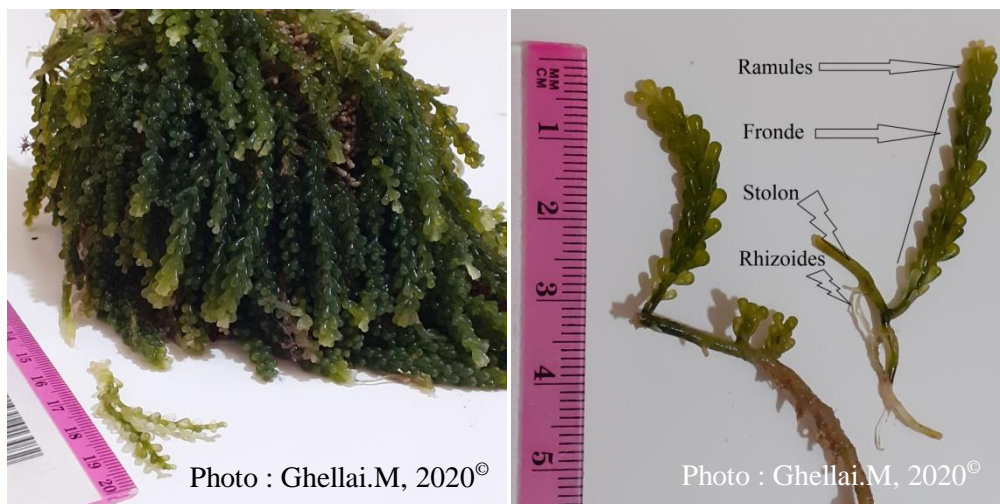 14 15 16 17 18 19 20
Photo : Ghellai.M, 2020©
MM
CM
1
2
3
4
5
Ramules
Fronde
Stolon
Rhizoides
Photo : Ghellai.M, 2020©